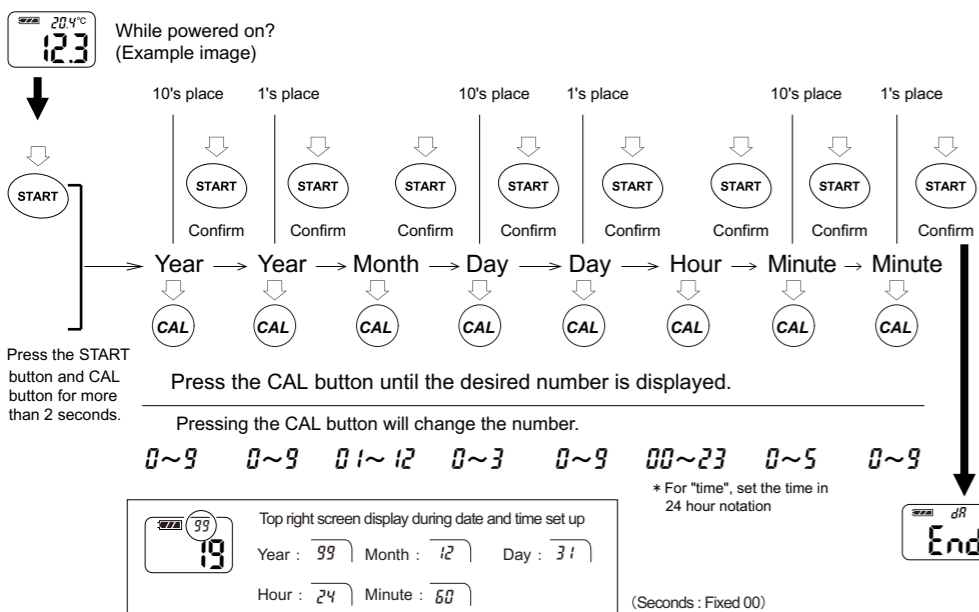 20.4°C
12.3
While powered on?
(Example image)
10's place 1's place 10's place 1's place 10's place 1's place
START START START START START START START START START
Confirm Confirm Confirm Confirm Confirm Confirm Confirm Confirm
Year Year Month Day Day Hour Minute Minute
CAL CAL CAL CAL CAL CAL CAL CAL
Press the START
button and CAL
button for more
than 2 seconds.
Press the CAL button until the desired number is displayed.
Pressing the CAL button will change the number.
0~9 0~9 01~12 0~3 0~9 00~23 0~5 0~9
* For "time", set the time in
24 hour notation
99
19
Top right screen display during date and time set up
Year : 99 Month : 12 Day : 31
Hour : 24 Minute : 60
(Seconds : Fixed 00)
dA
End